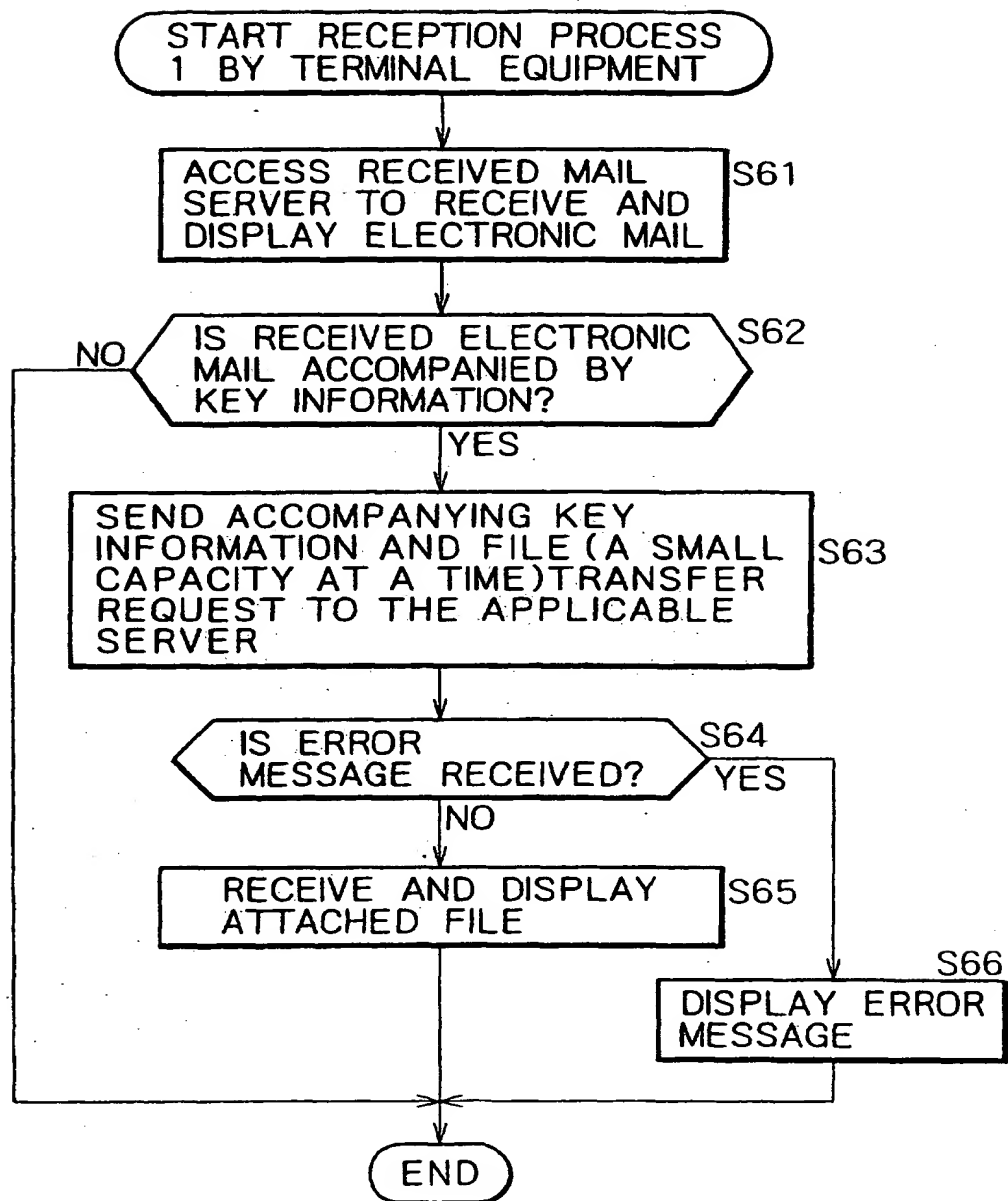 START RECEPTION PROCESS
1 BY TERMINAL EQUIPMENT
ACCESS RECEIVED MAIL
SERVER TO RECEIVE AND
DISPLAY ELECTRONIC MAIL
S61
IS RECEIVED ELECTRONIC
MAIL ACCOMPANIED BY
KEY INFORMATION?
S62
NO
YES
SEND ACCOMPANYING KEY
INFORMATION AND FILE (A SMALL
CAPACITY AT A TIME) TRANSFER
REQUEST TO THE APPLICABLE
SERVER
S63
IS ERROR
MESSAGE RECEIVED?
S64
YES
NO
RECEIVE AND DISPLAY
ATTACHED FILE
S65
S66
DISPLAY ERROR
MESSAGE
END